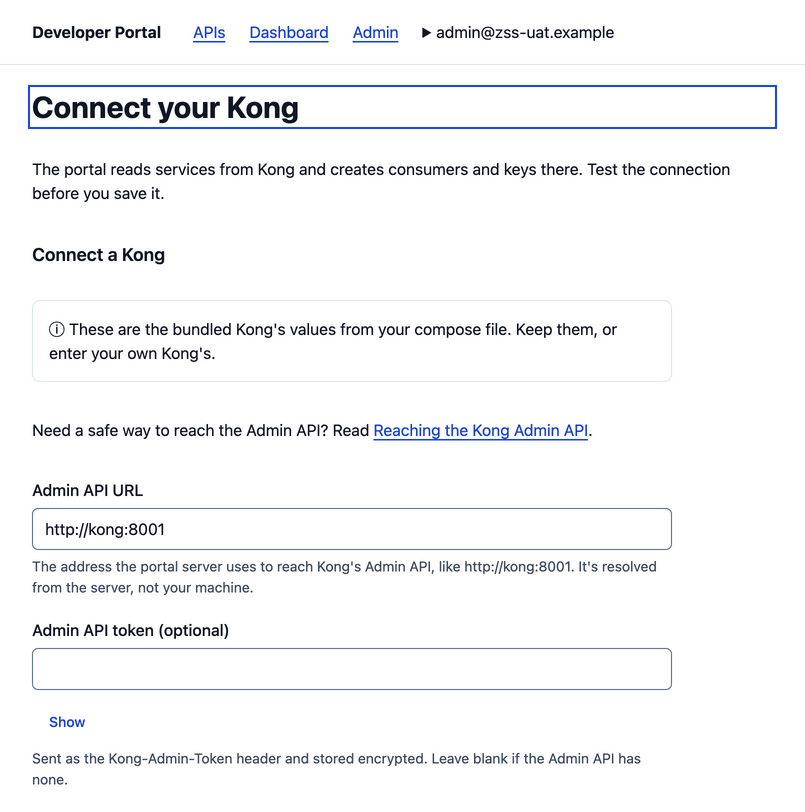 Developer Portal APIs Dashboard Admin ▶ admin@zss-uat.example
Connect your Kong
The portal reads services from Kong and creates consumers and keys there. Test the connection
before you save it.
Connect a Kong
ⓘ These are the bundled Kong's values from your compose file. Keep them, or
enter your own Kong's.
Need a safe way to reach the Admin API? Read Reaching the Kong Admin API.
Admin API URL
http://kong:8001
The address the portal server uses to reach Kong's Admin API, like http://kong:8001. It's resolved
from the server, not your machine.
Admin API token (optional)
Show
Sent as the Kong-Admin-Token header and stored encrypted. Leave blank if the Admin API has
none.